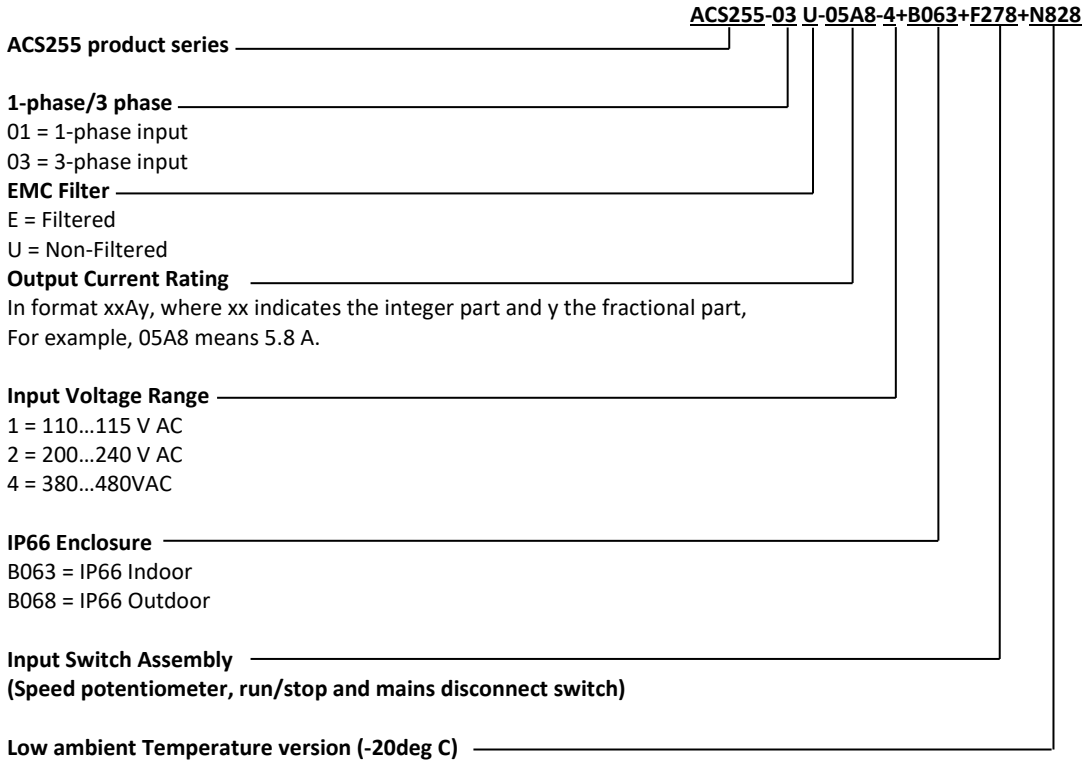 ACS255-03 U-05A8-4+B063+F278+N828
ACS255 product series
1-phase/3 phase
01 = 1-phase input
03 = 3-phase input
EMC Filter
E = Filtered
U = Non-Filtered
Output Current Rating
In format xxAy, where xx indicates the integer part and y the fractional part,
For example, 05A8 means 5.8 A.
Input Voltage Range
1 = 110...115 V AC
2 = 200...240 V AC
4 = 380...480VAC
IP66 Enclosure
B063 = IP66 Indoor
B068 = IP66 Outdoor
Input Switch Assembly
(Speed potentiometer, run/stop and mains disconnect switch)
Low ambient Temperature version (-20deg C)